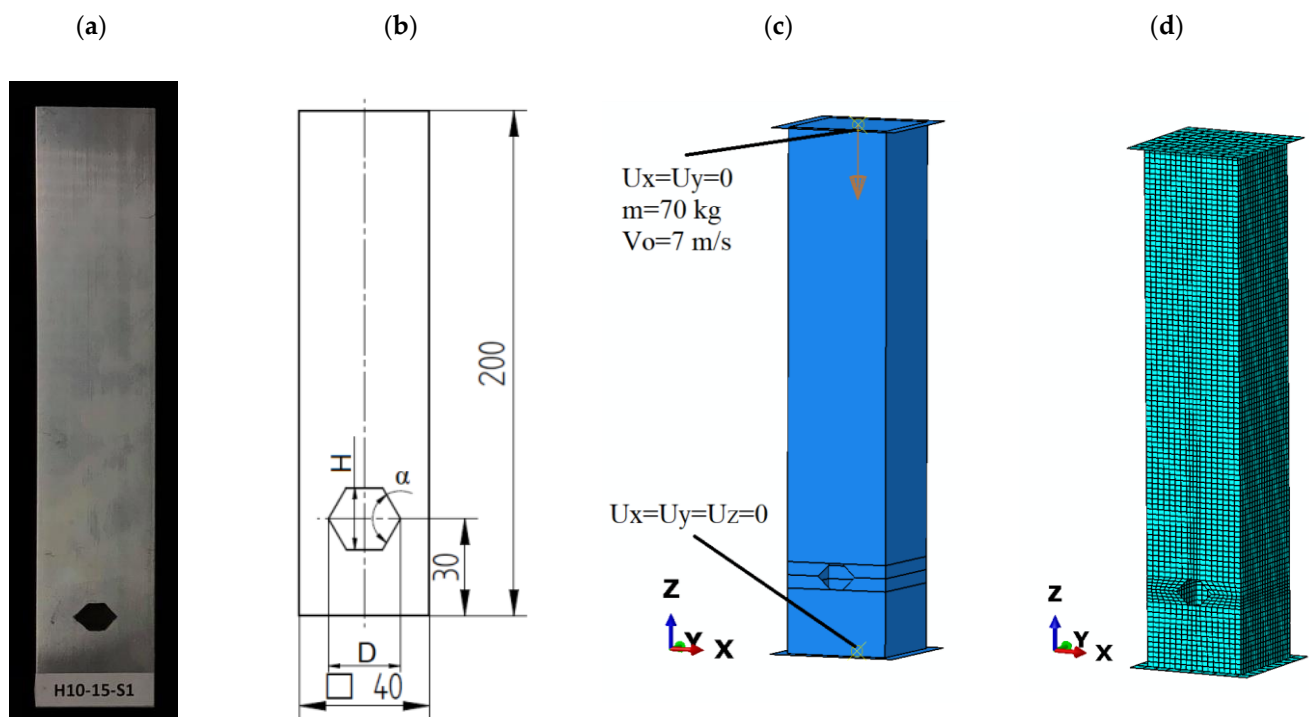 (a)
(b)
(c)
(d)
H10-15-S1
H
α
200
30
D
□ 40
Ux=Uy=0
m=70 kg
Vo=7 m/s
Ux=Uy=Uz=0
Z
Y
X
Z
Y
X